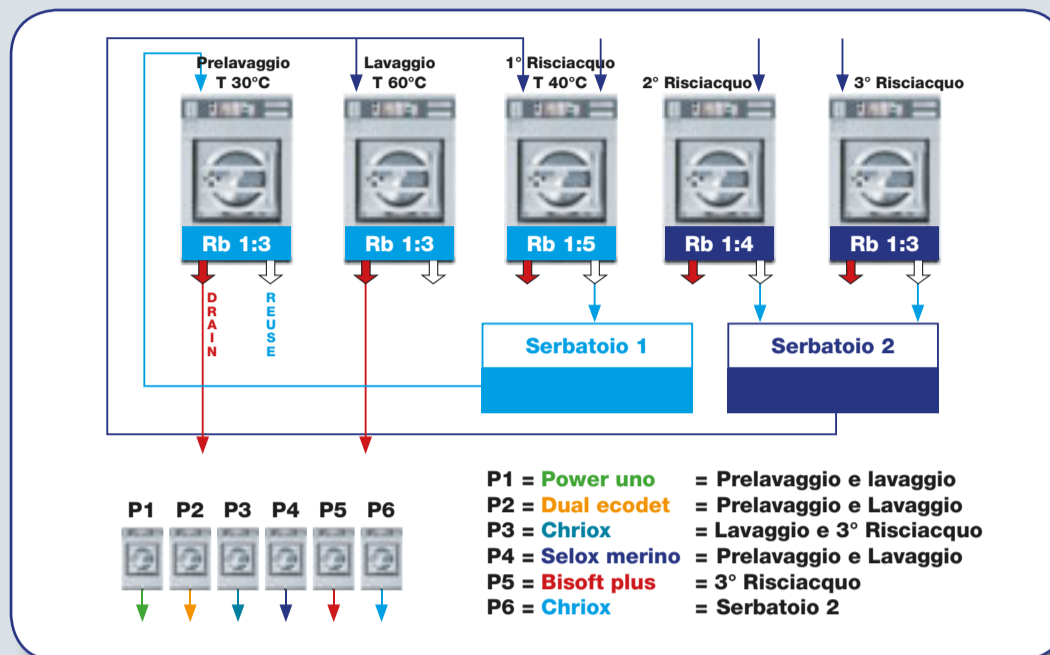 Prelavaggio
T 30°C
Lavaggio
T 60°C
1° Risciacquo
T 40°C
2° Risciacquo
3° Risciacquo
Rb 1:3
Rb 1:3
Rb 1:5
Rb 1:4
Rb 1:3
DRAIN
REUSE
Serbatoio 1
Serbatoio 2
P1 P2 P3 P4 P5 P6
P1 = Power uno = Prelavaggio e lavaggio
P2 = Dual ecodet = Prelavaggio e Lavaggio
P3 = Chriox = Lavaggio e 3° Risciacquo
P4 = Selox merino = Prelavaggio e Lavaggio
P5 = Bisoft plus = 3° Risciacquo
P6 = Chriox = Serbatoio 2